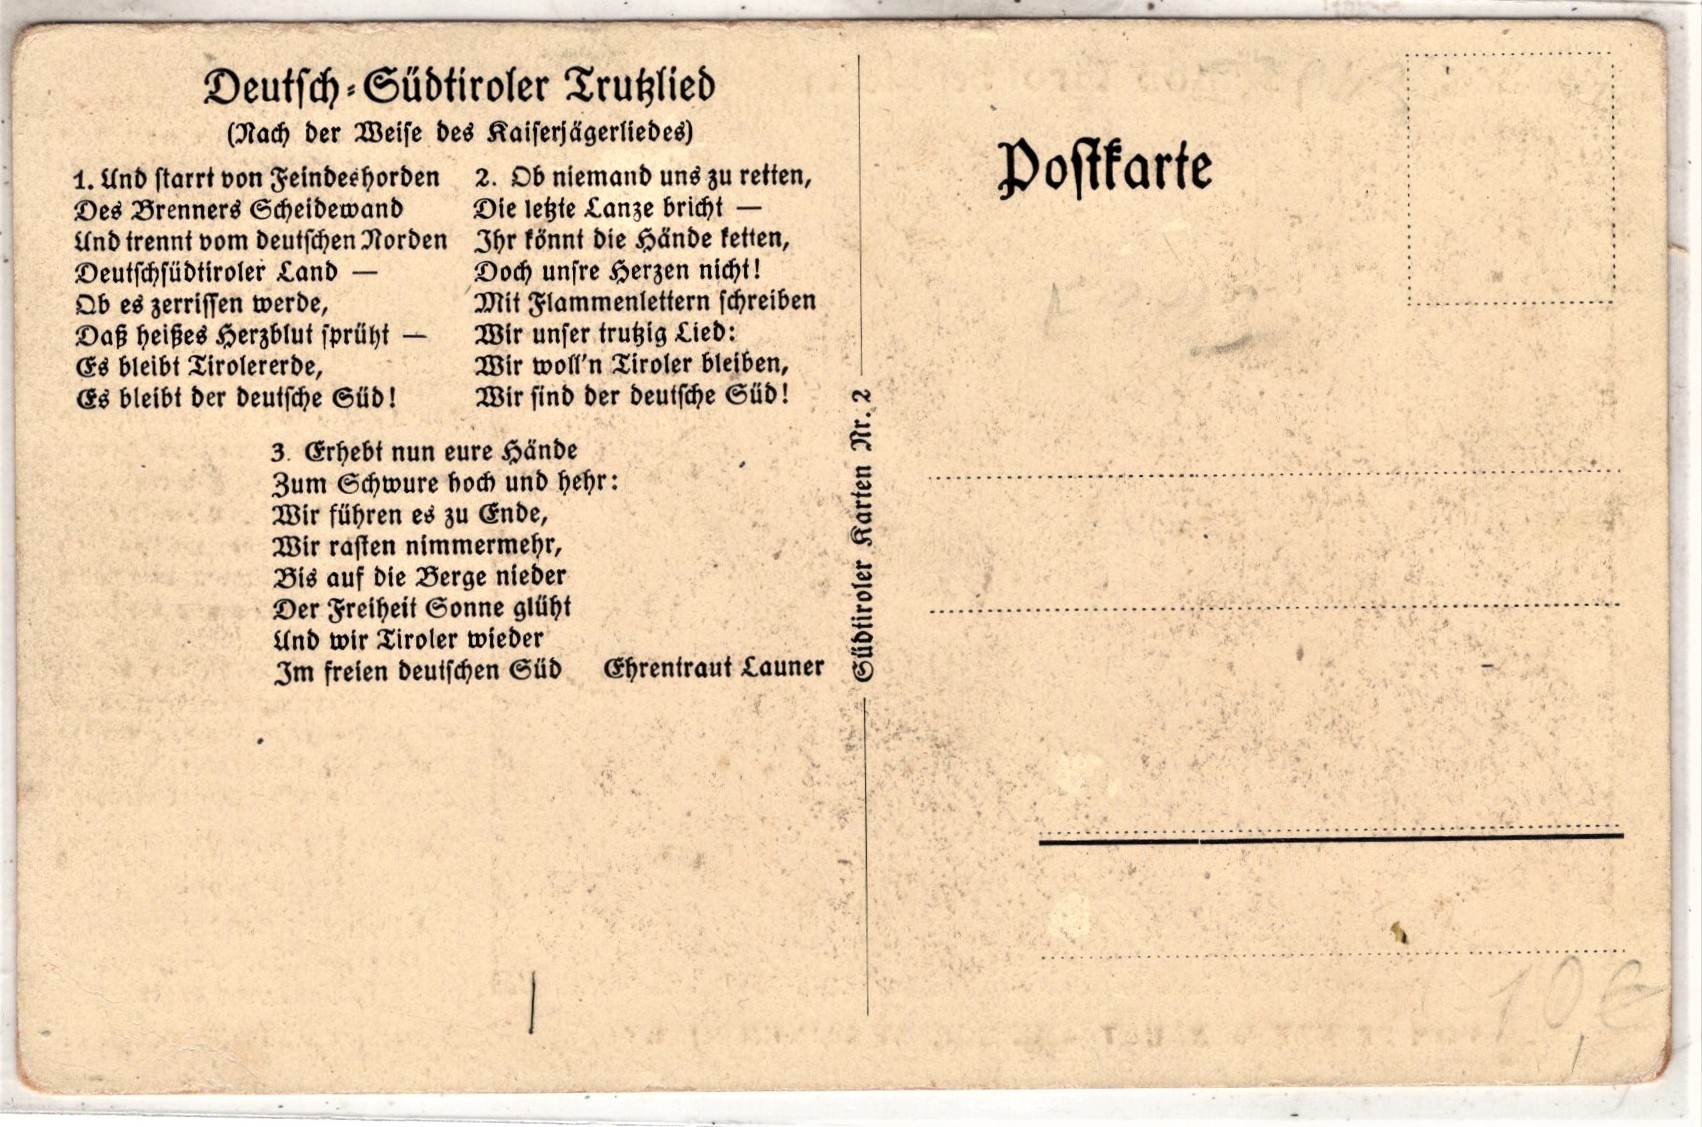 Deutsch-Südtiroler Trutzlied
(Nach der Weise des Kaiserjägerliedes)
1. Und starrt von Feindeshorden
Des Brenners Scheidewand
Und trennt vom deutschen Norden
Deutschsüdtiroler Land —
Ob es zerrissen werde,
Daß heißes Herzblut sprüht —
Es bleibt Tirolererde,
Es bleibt der deutsche Süd!
2. Ob niemand uns zu retten,
Die letzte Lanze bricht —
Ihr könnt die Hände ketten,
Doch unsre Herzen nicht!
Mit Flammenlettern schreiben
Wir unser trutzig Lied:
Wir woll'n Tiroler bleiben,
Wir sind der deutsche Süd!
3. Erhebt nun eure Hände
Zum Schwure hoch und hehr:
Wir führen es zu Ende,
Wir rasten nimmermehr,
Bis auf die Berge nieder
Der Freiheit Sonne glüht
Und wir Tiroler wieder
Im freien deutschen Süd
Ehrentraut Launer
Südtiroler Karten Nr. 2
Postkarte
10 €